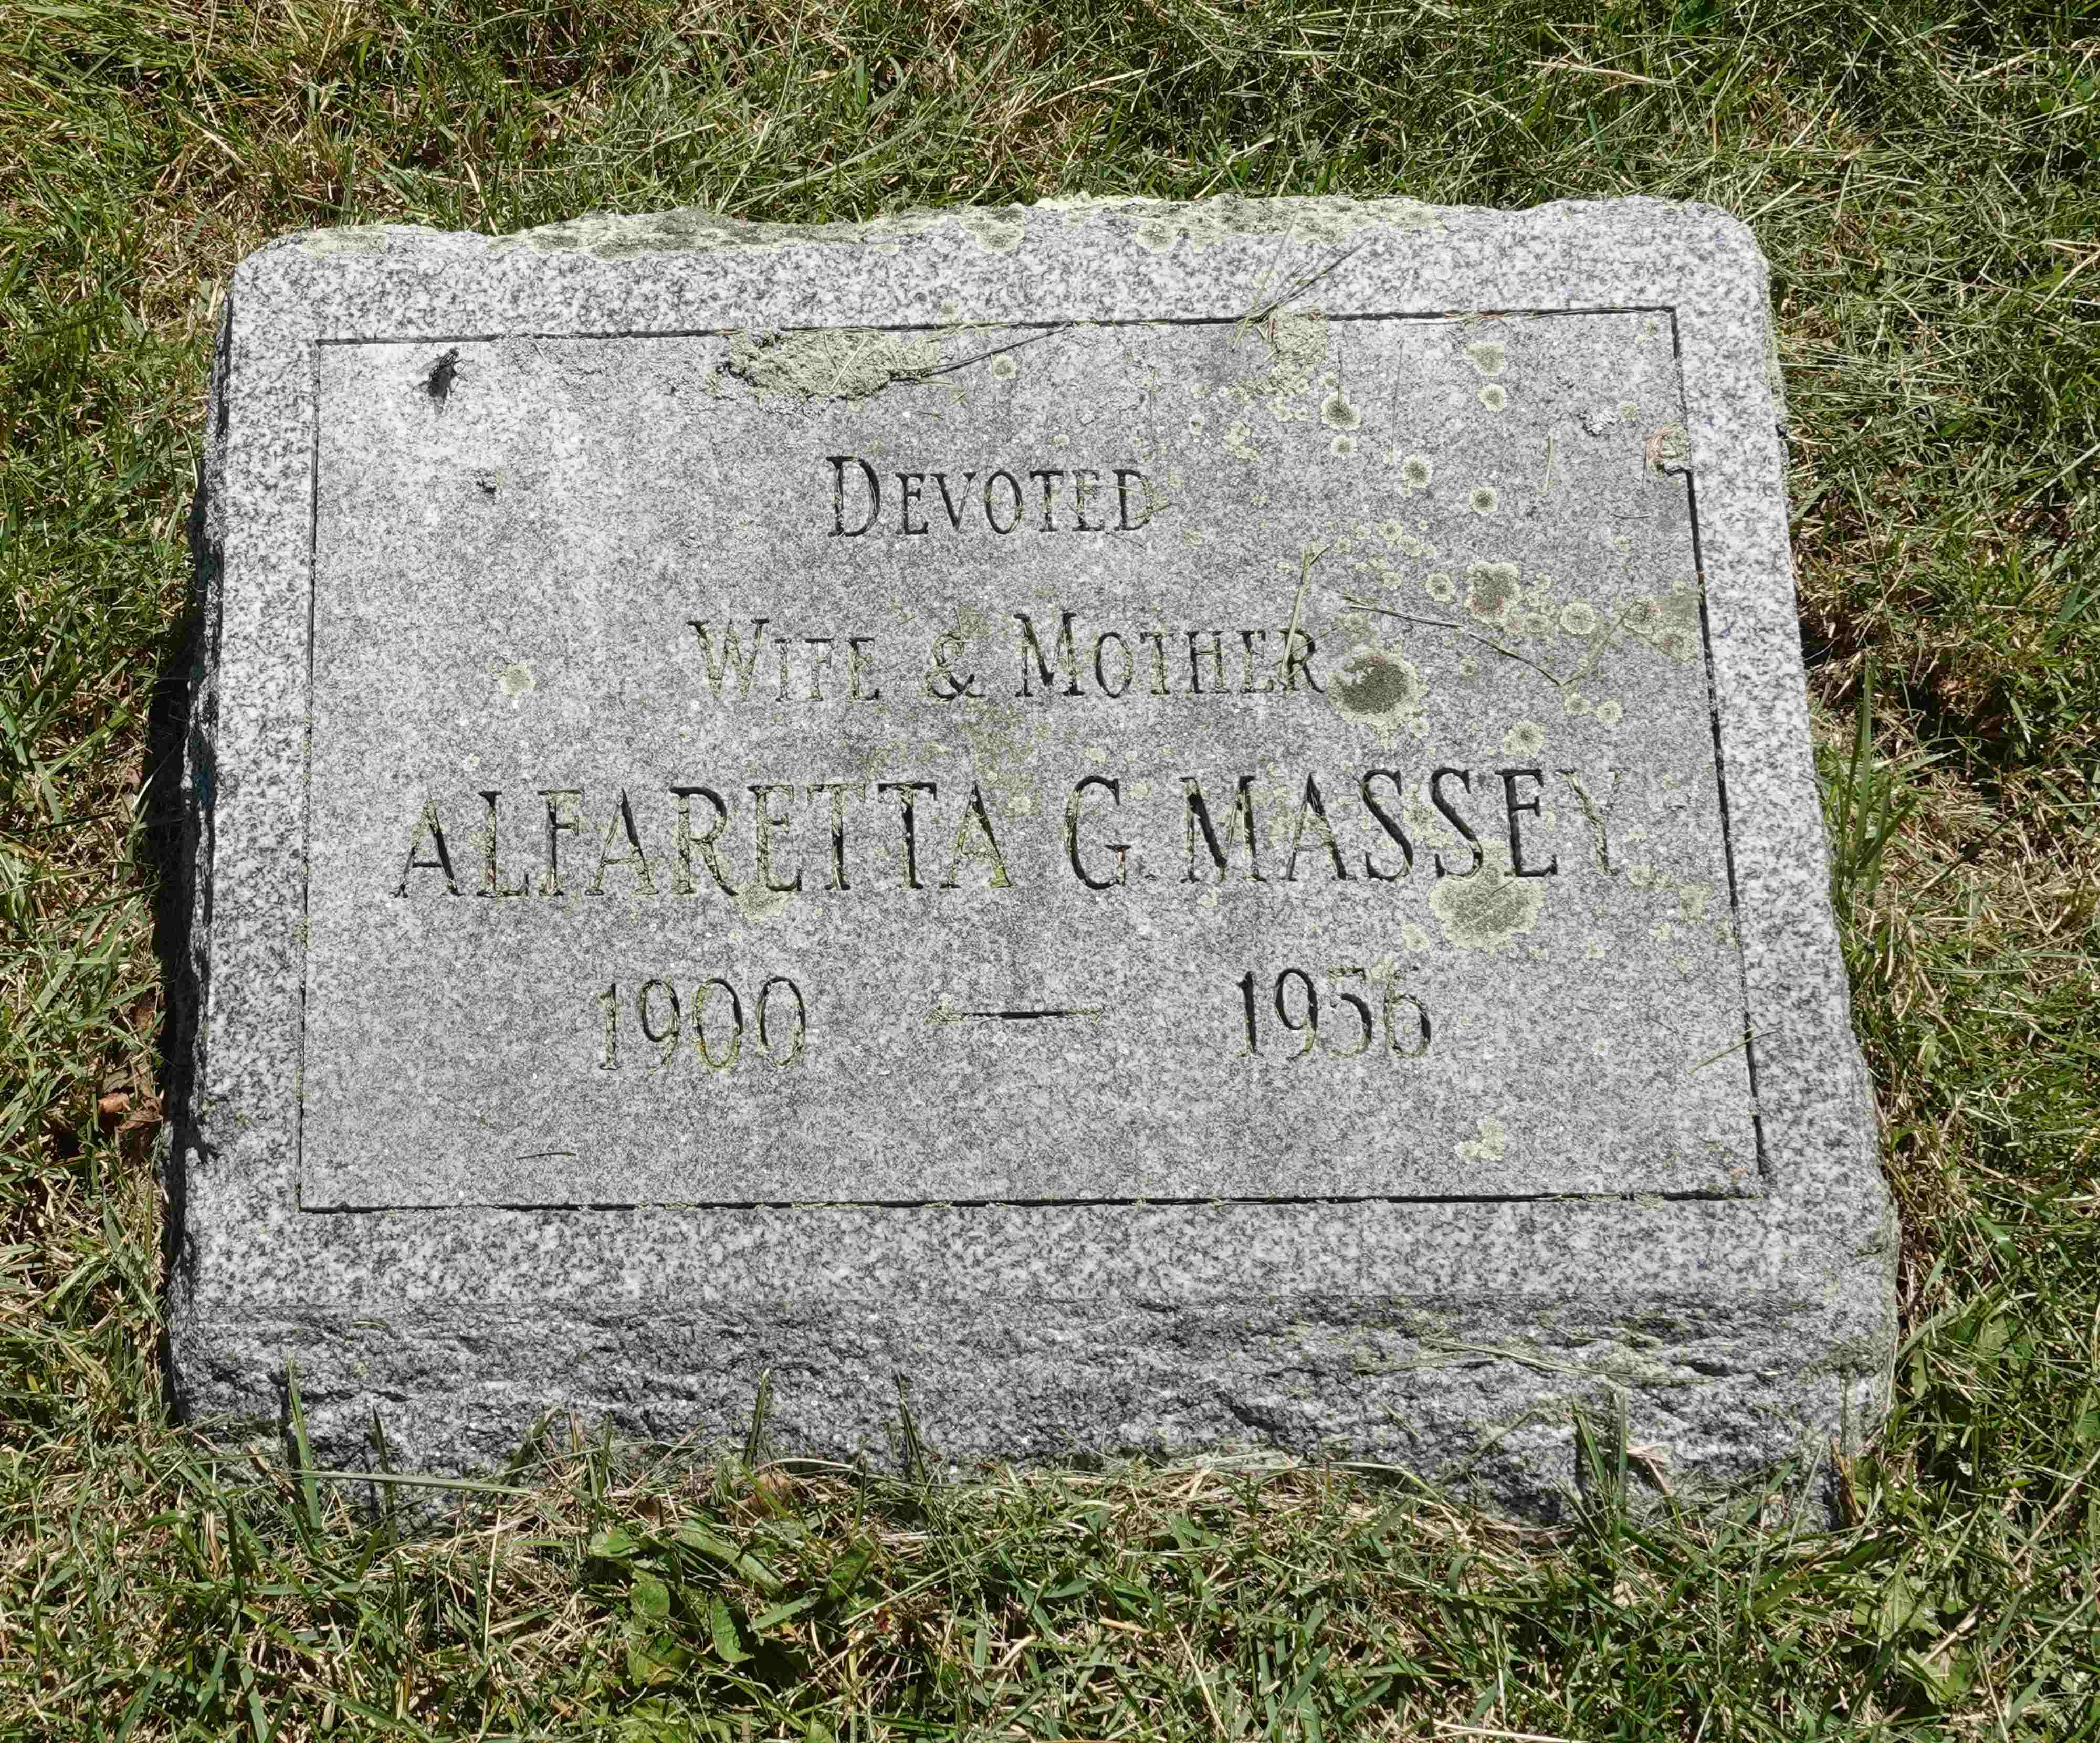 DEVOTED
WIFE & MOTHER
ALFARETTA G. MASSEY
1900 — 1956